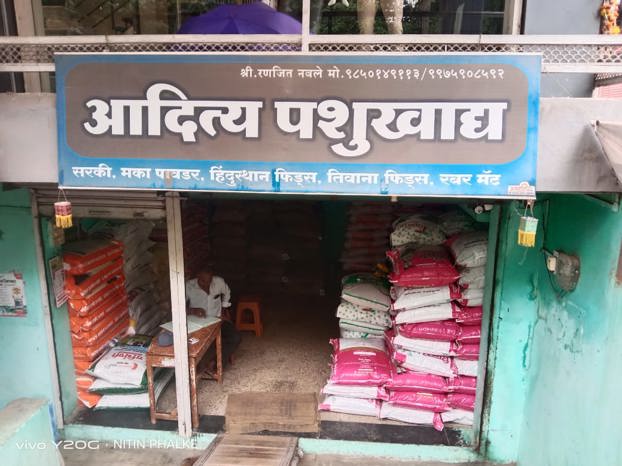 श्री.रणजित नवले मो.९८५०१४९११३/९९७५९०८५९२
आदित्य पशुखाद्य
सरकी, मका पावडर, हिंदुस्थान फिड्स, तिवाना फिड्स, रबर मॅट
vivo Y20G · NITIN PHALKE